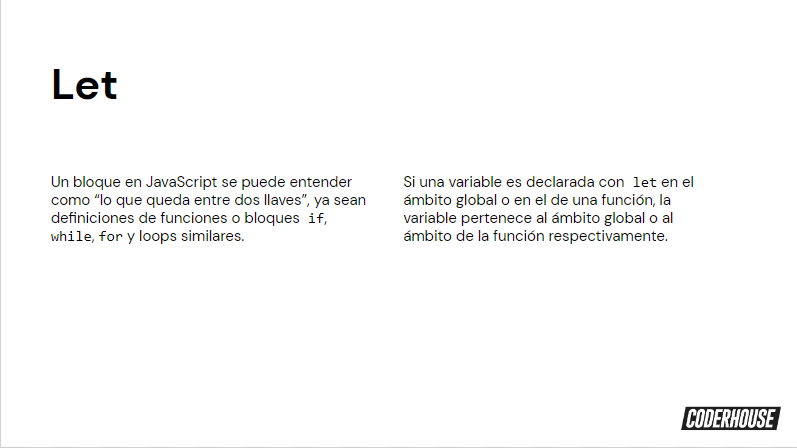 Let
Un bloque en JavaScript se puede entender
como “lo que queda entre dos llaves”, ya sean
definiciones de funciones o bloques if,
while, for y loops similares.
Si una variable es declarada con let en el
ámbito global o en el de una función, la
variable pertenece al ámbito global o al
ámbito de la función respectivamente.
CODERHOUSE